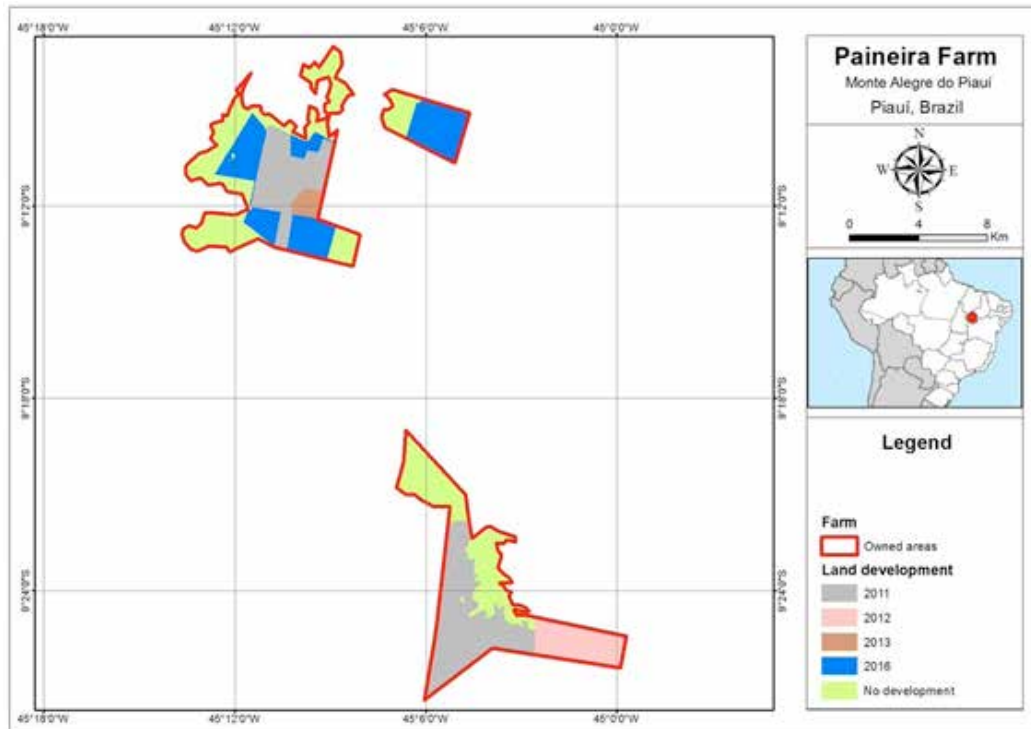 45°18'0"W 45°12'0"W 45°6'0"W 45°0'0"W
9°12'0"S 9°12'0"S
9°18'0"S 9°18'0"S
9°24'0"S 9°24'0"S
45°18'0"W 45°12'0"W 45°6'0"W 45°0'0"W
Paineira Farm
Monte Alegre do Piauí
Piauí, Brazil
N
W E
S
0 4 8
Km
Legend
Farm
Owned areas
Land development
2011
2012
2013
2016
No development